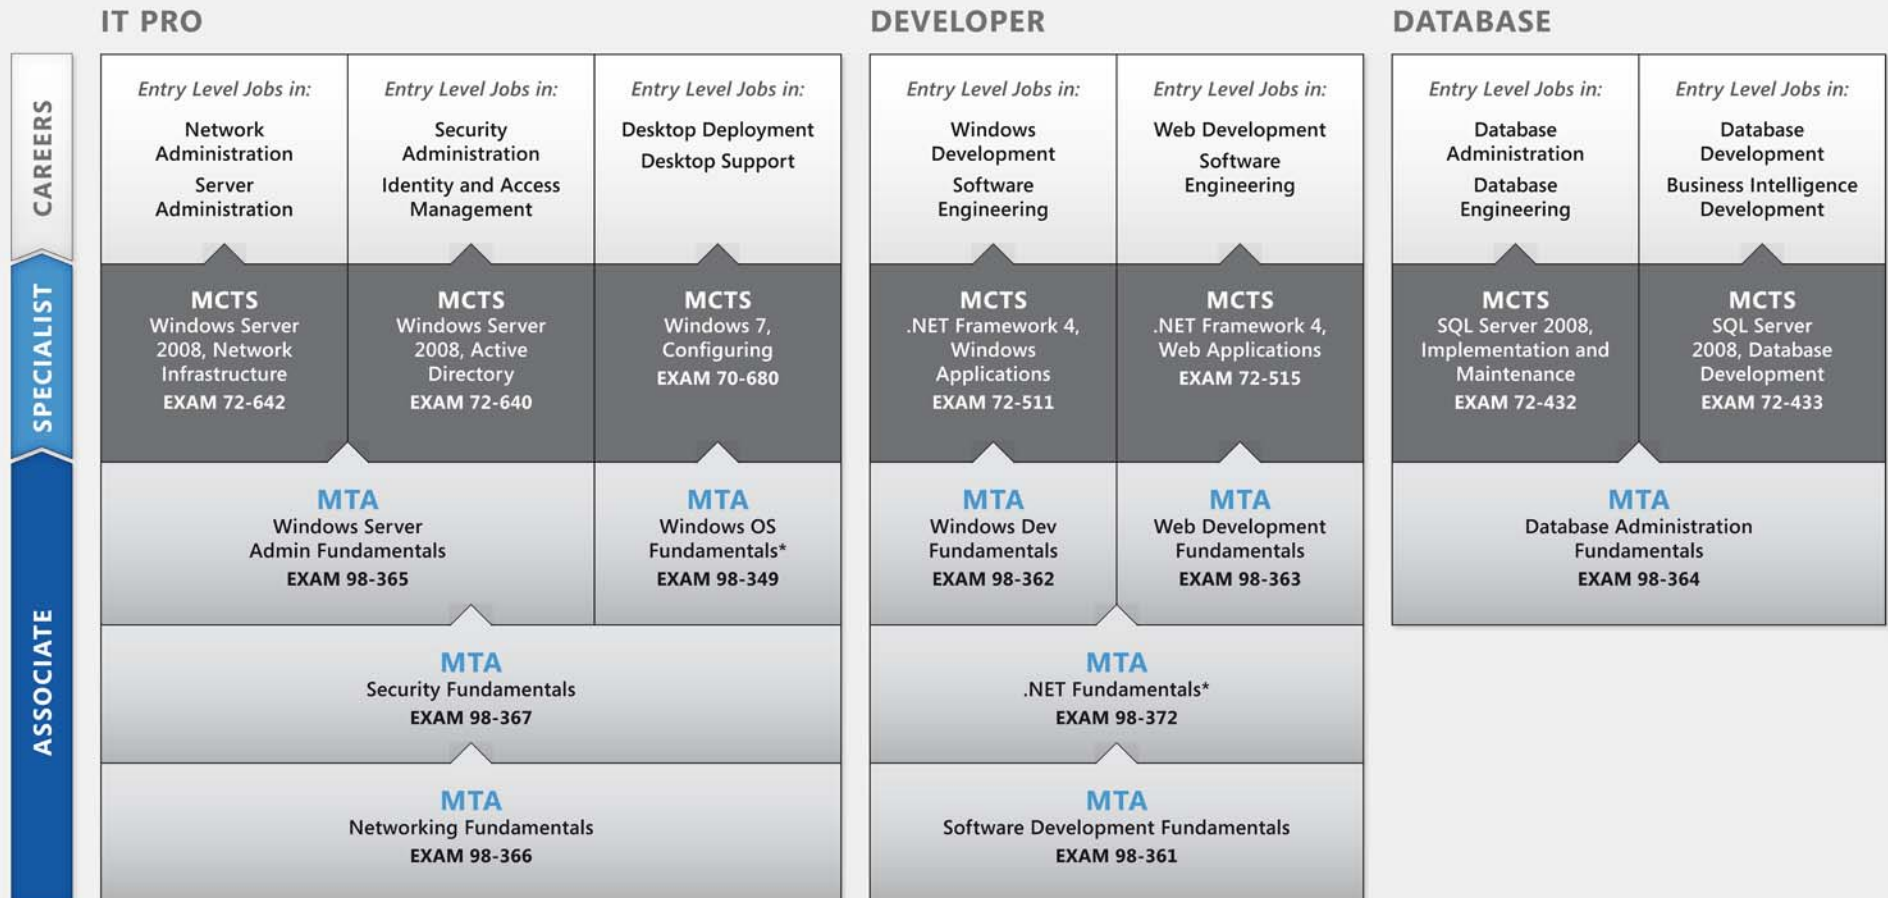 IT PRO
DEVELOPER
DATABASE
CAREERS
Entry Level Jobs in:
Network
Administration
Server
Administration
Entry Level Jobs in:
Security
Administration
Identity and Access
Management
Entry Level Jobs in:
Desktop Deployment
Desktop Support
Entry Level Jobs in:
Windows
Development
Software
Engineering
Entry Level Jobs in:
Web Development
Software
Engineering
Entry Level Jobs in:
Database
Administration
Database
Engineering
Entry Level Jobs in:
Database
Development
Business Intelligence
Development
SPECIALIST
MCTS
Windows Server
2008, Network
Infrastructure
EXAM 72-642
MCTS
Windows Server
2008, Active
Directory
EXAM 72-640
MCTS
Windows 7,
Configuring
EXAM 70-680
MCTS
.NET Framework 4,
Windows
Applications
EXAM 72-511
MCTS
.NET Framework 4,
Web Applications
EXAM 72-515
MCTS
SQL Server 2008,
Implementation and
Maintenance
EXAM 72-432
MCTS
SQL Server
2008, Database
Development
EXAM 72-433
ASSOCIATE
MTA
Windows Server
Admin Fundamentals
EXAM 98-365
MTA
Windows OS
Fundamentals*
EXAM 98-349
MTA
Windows Dev
Fundamentals
EXAM 98-362
MTA
Web Development
Fundamentals
EXAM 98-363
MTA
Database Administration
Fundamentals
EXAM 98-364
MTA
Security Fundamentals
EXAM 98-367
MTA
.NET Fundamentals*
EXAM 98-372
MTA
Networking Fundamentals
EXAM 98-366
MTA
Software Development Fundamentals
EXAM 98-361